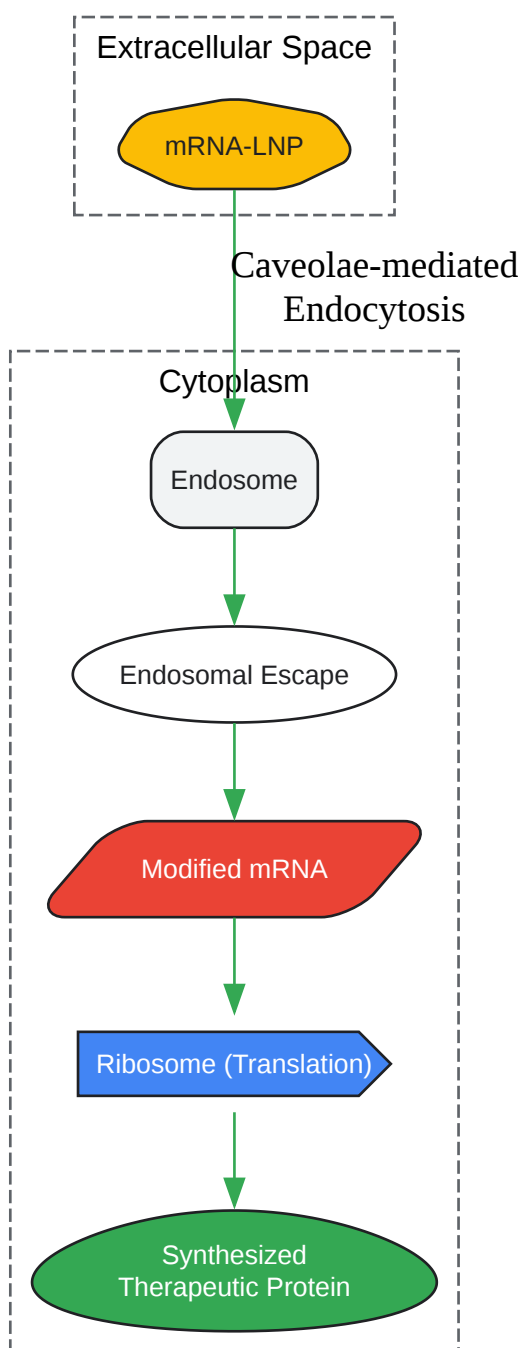 Extracellular Space
mRNA-LNP
Caveolae-mediated
Endocytosis
Cytoplasm
Endosome
Endosomal Escape
Modified mRNA
Ribosome (Translation)
Synthesized
Therapeutic Protein